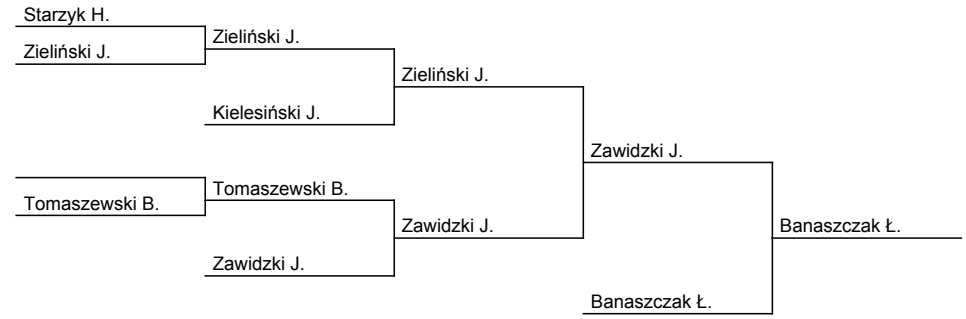 Starzyk H.
Zieliński J.
Zieliński J.
Zieliński J.
Kielesiński J.
Zawidzki J.
Tomaszewski B.
Tomaszewski B.
Zawidzki J.
Banaszczak Ł.
Zawidzki J.
Banaszczak Ł.